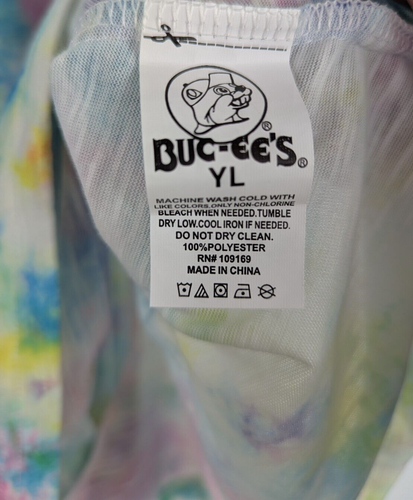 BUC-EE'S®
YL
MACHINE WASH COLD WITH
LIKE COLORS.ONLY NON-CHLORINE
BLEACH WHEN NEEDED.TUMBLE
DRY LOW.COOL IRON IF NEEDED.
DO NOT DRY CLEAN.
100%POLYESTER
RN# 109169
MADE IN CHINA